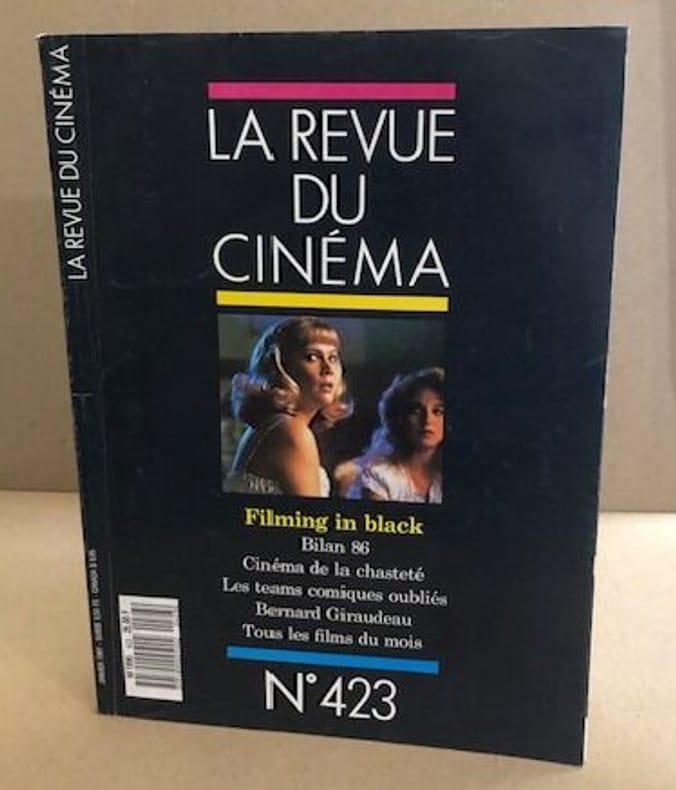 LA REVUE DU CINÉMA
LA REVUE
DU
CINÉMA
Filming in black
Bilan 86
Cinéma de la chasteté
Les teams comiques oubliés
Bernard Giraudeau
Tous les films du mois
N° 423